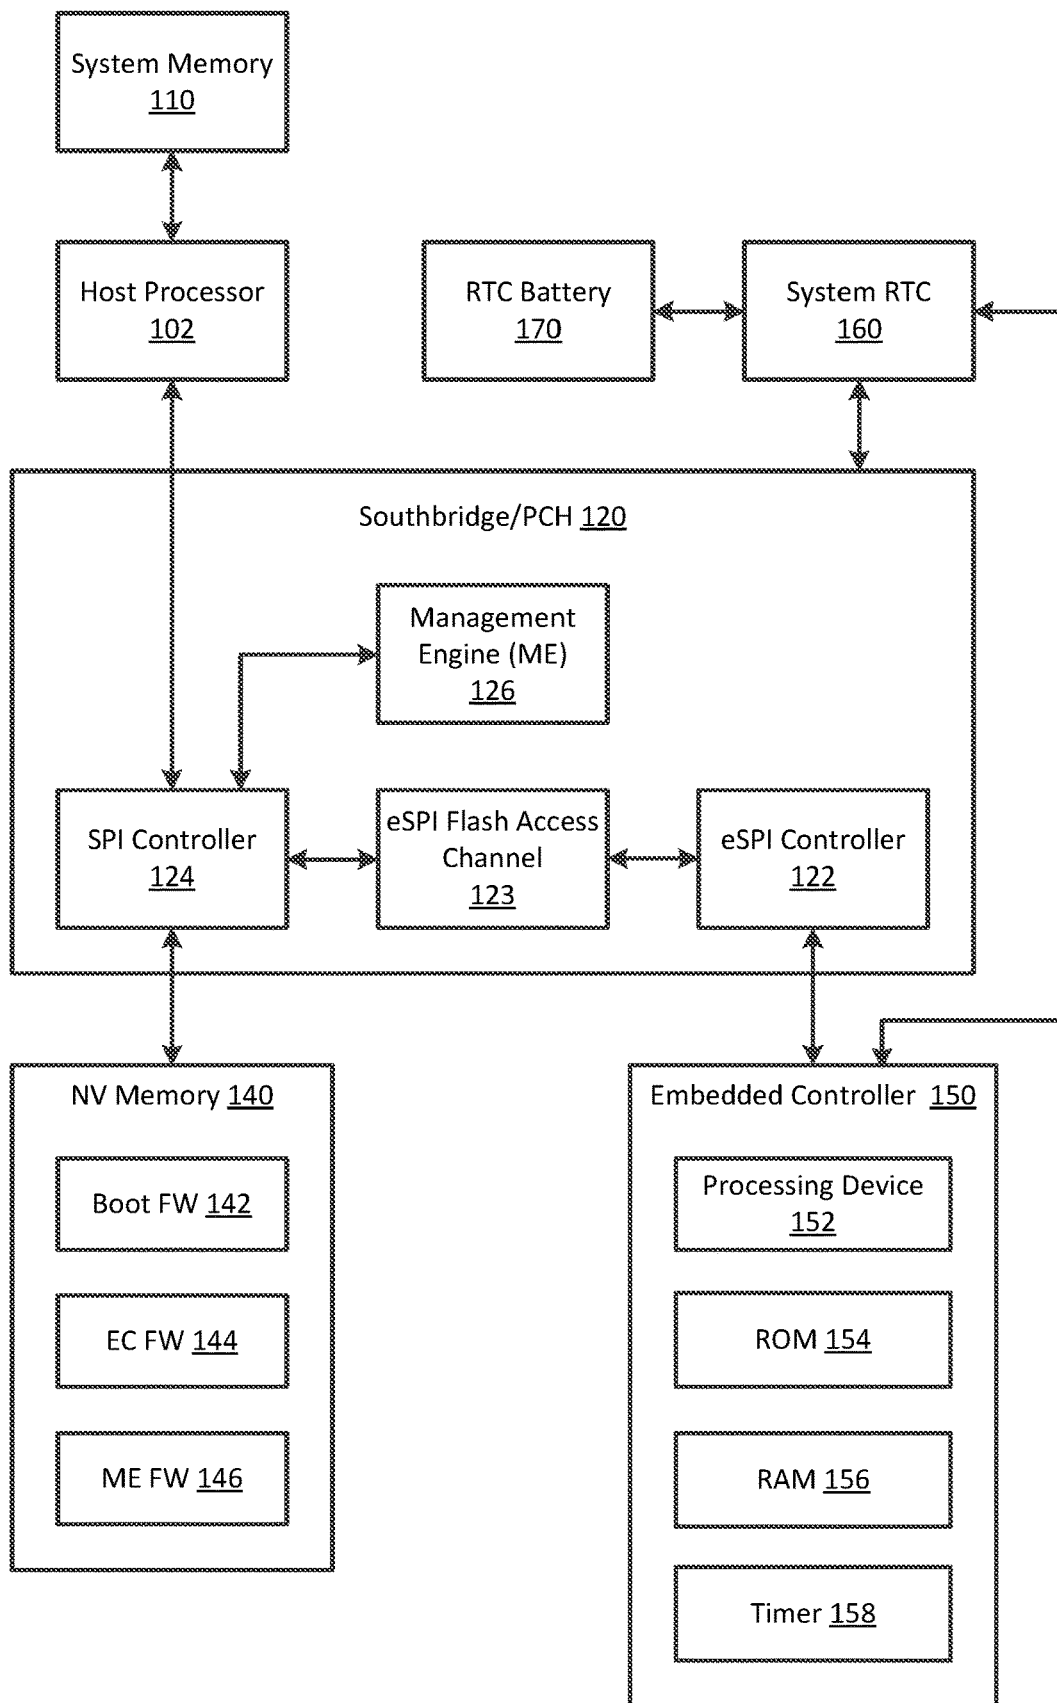 System Memory
110
Host Processor
102
RTC Battery
170
System RTC
160
Southbridge/PCH 120
Management
Engine (ME)
126
SPI Controller
124
eSPI Flash Access
Channel
123
eSPI Controller
122
NV Memory 140
Boot FW 142
EC FW 144
ME FW 146
Embedded Controller 150
Processing Device
152
ROM 154
RAM 156
Timer 158